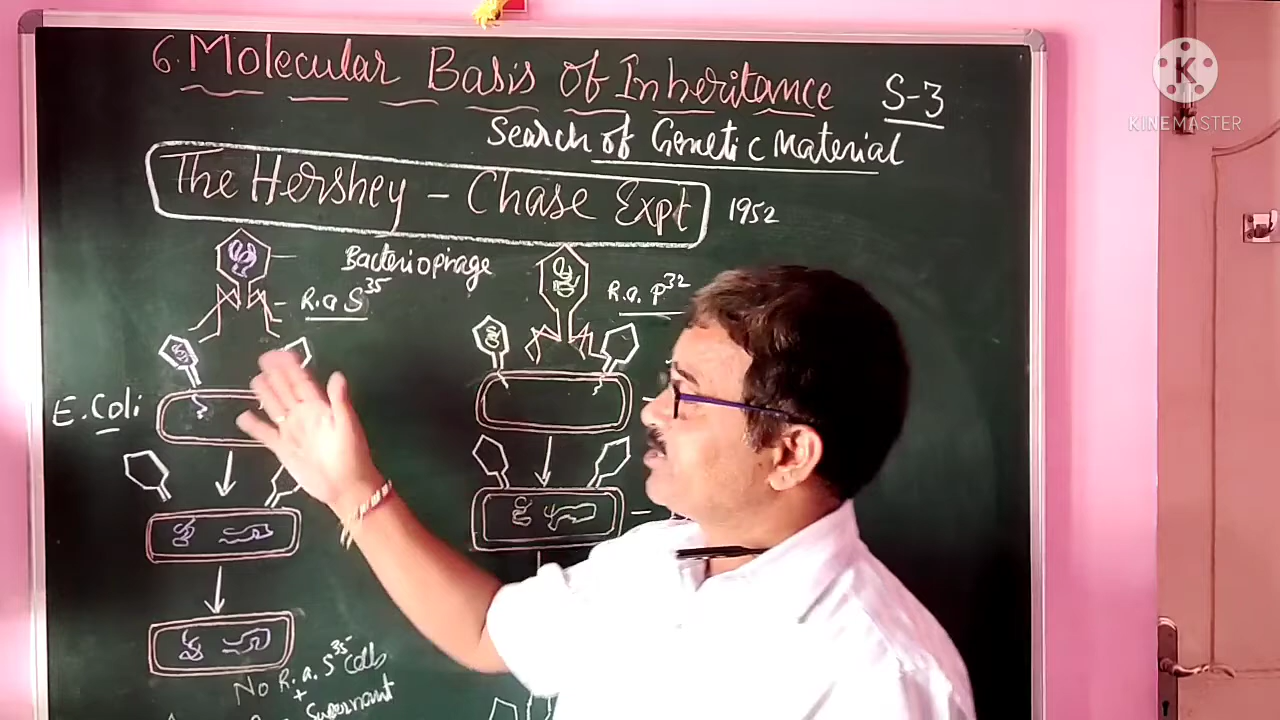 6. Molecular Basis of Inheritance
S-3
Search of Genetic Material
The Hershey - Chase Expt
1952
Bacteriophage
R.a S³⁵
R.a. P³²
E. Coli
No R.a. S³⁵ Cells
+
Supernant
K
KINEMASTER